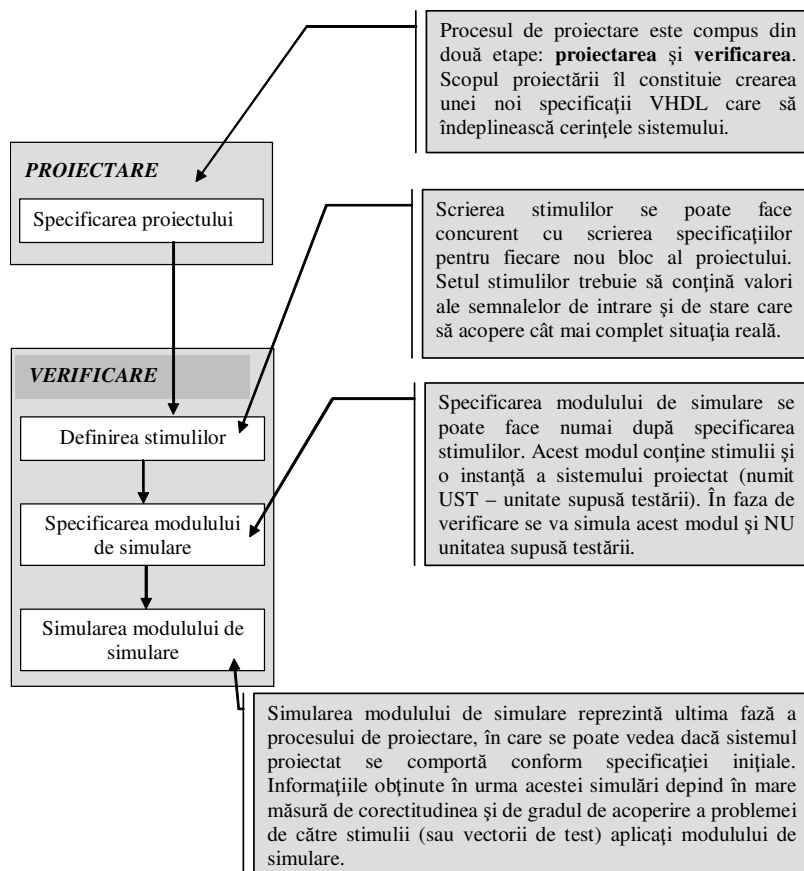 Procesul de proiectare este compus din
două etape: proiectarea şi verificarea.
Scopul proiectării îl constituie crearea
unei noi specificaţii VHDL care să
îndeplinească cerinţele sistemului.
PROIECTARE
Specificarea proiectului
Scrierea stimulilor se poate face
concurent cu scrierea specificaţiilor
pentru fiecare nou bloc al proiectului.
Setul stimulilor trebuie să conţină valori
ale semnalelor de intrare şi de stare care
să acopere cât mai complet situaţia reală.
VERIFICARE
Definirea stimulilor
Specificarea modulului de simulare se
poate face numai după specificarea
stimulilor. Acest modul conţine stimulii şi
o instanţă a sistemului proiectat (numit
UST – unitate supusă testării). În faza de
verificare se va simula acest modul şi NU
unitatea supusă testării.
Specificarea modulului
de simulare
Simularea modulului de
simulare
Simularea modulului de simulare reprezintă ultima fază a
procesului de proiectare, în care se poate vedea dacă sistemul
proiectat se comportă conform specificaţiei iniţiale.
Informaţiile obţinute în urma acestei simulări depind în mare
măsură de corectitudinea şi de gradul de acoperire a problemei
de către stimulii (sau vectorii de test) aplicaţi modulului de
simulare.